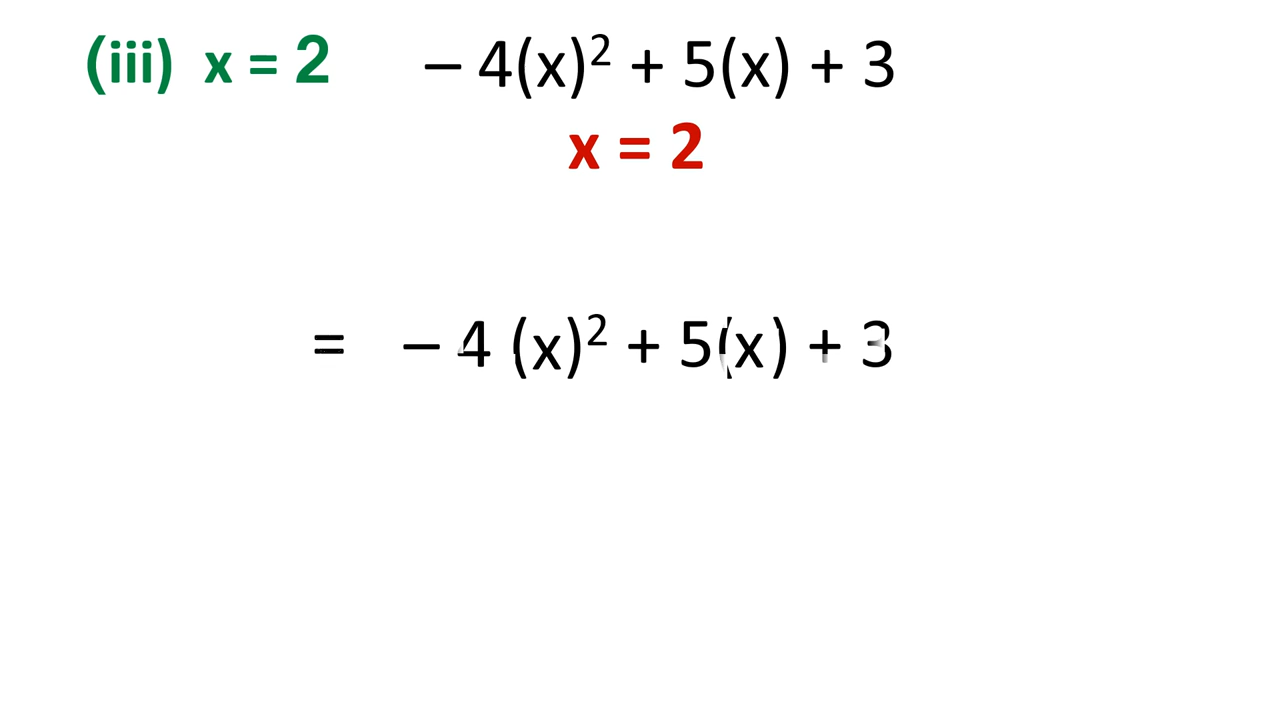 (iii) x = 2 – 4(x)² + 5(x) + 3
x = 2
= – 4 (x)² + 5(x) + 3